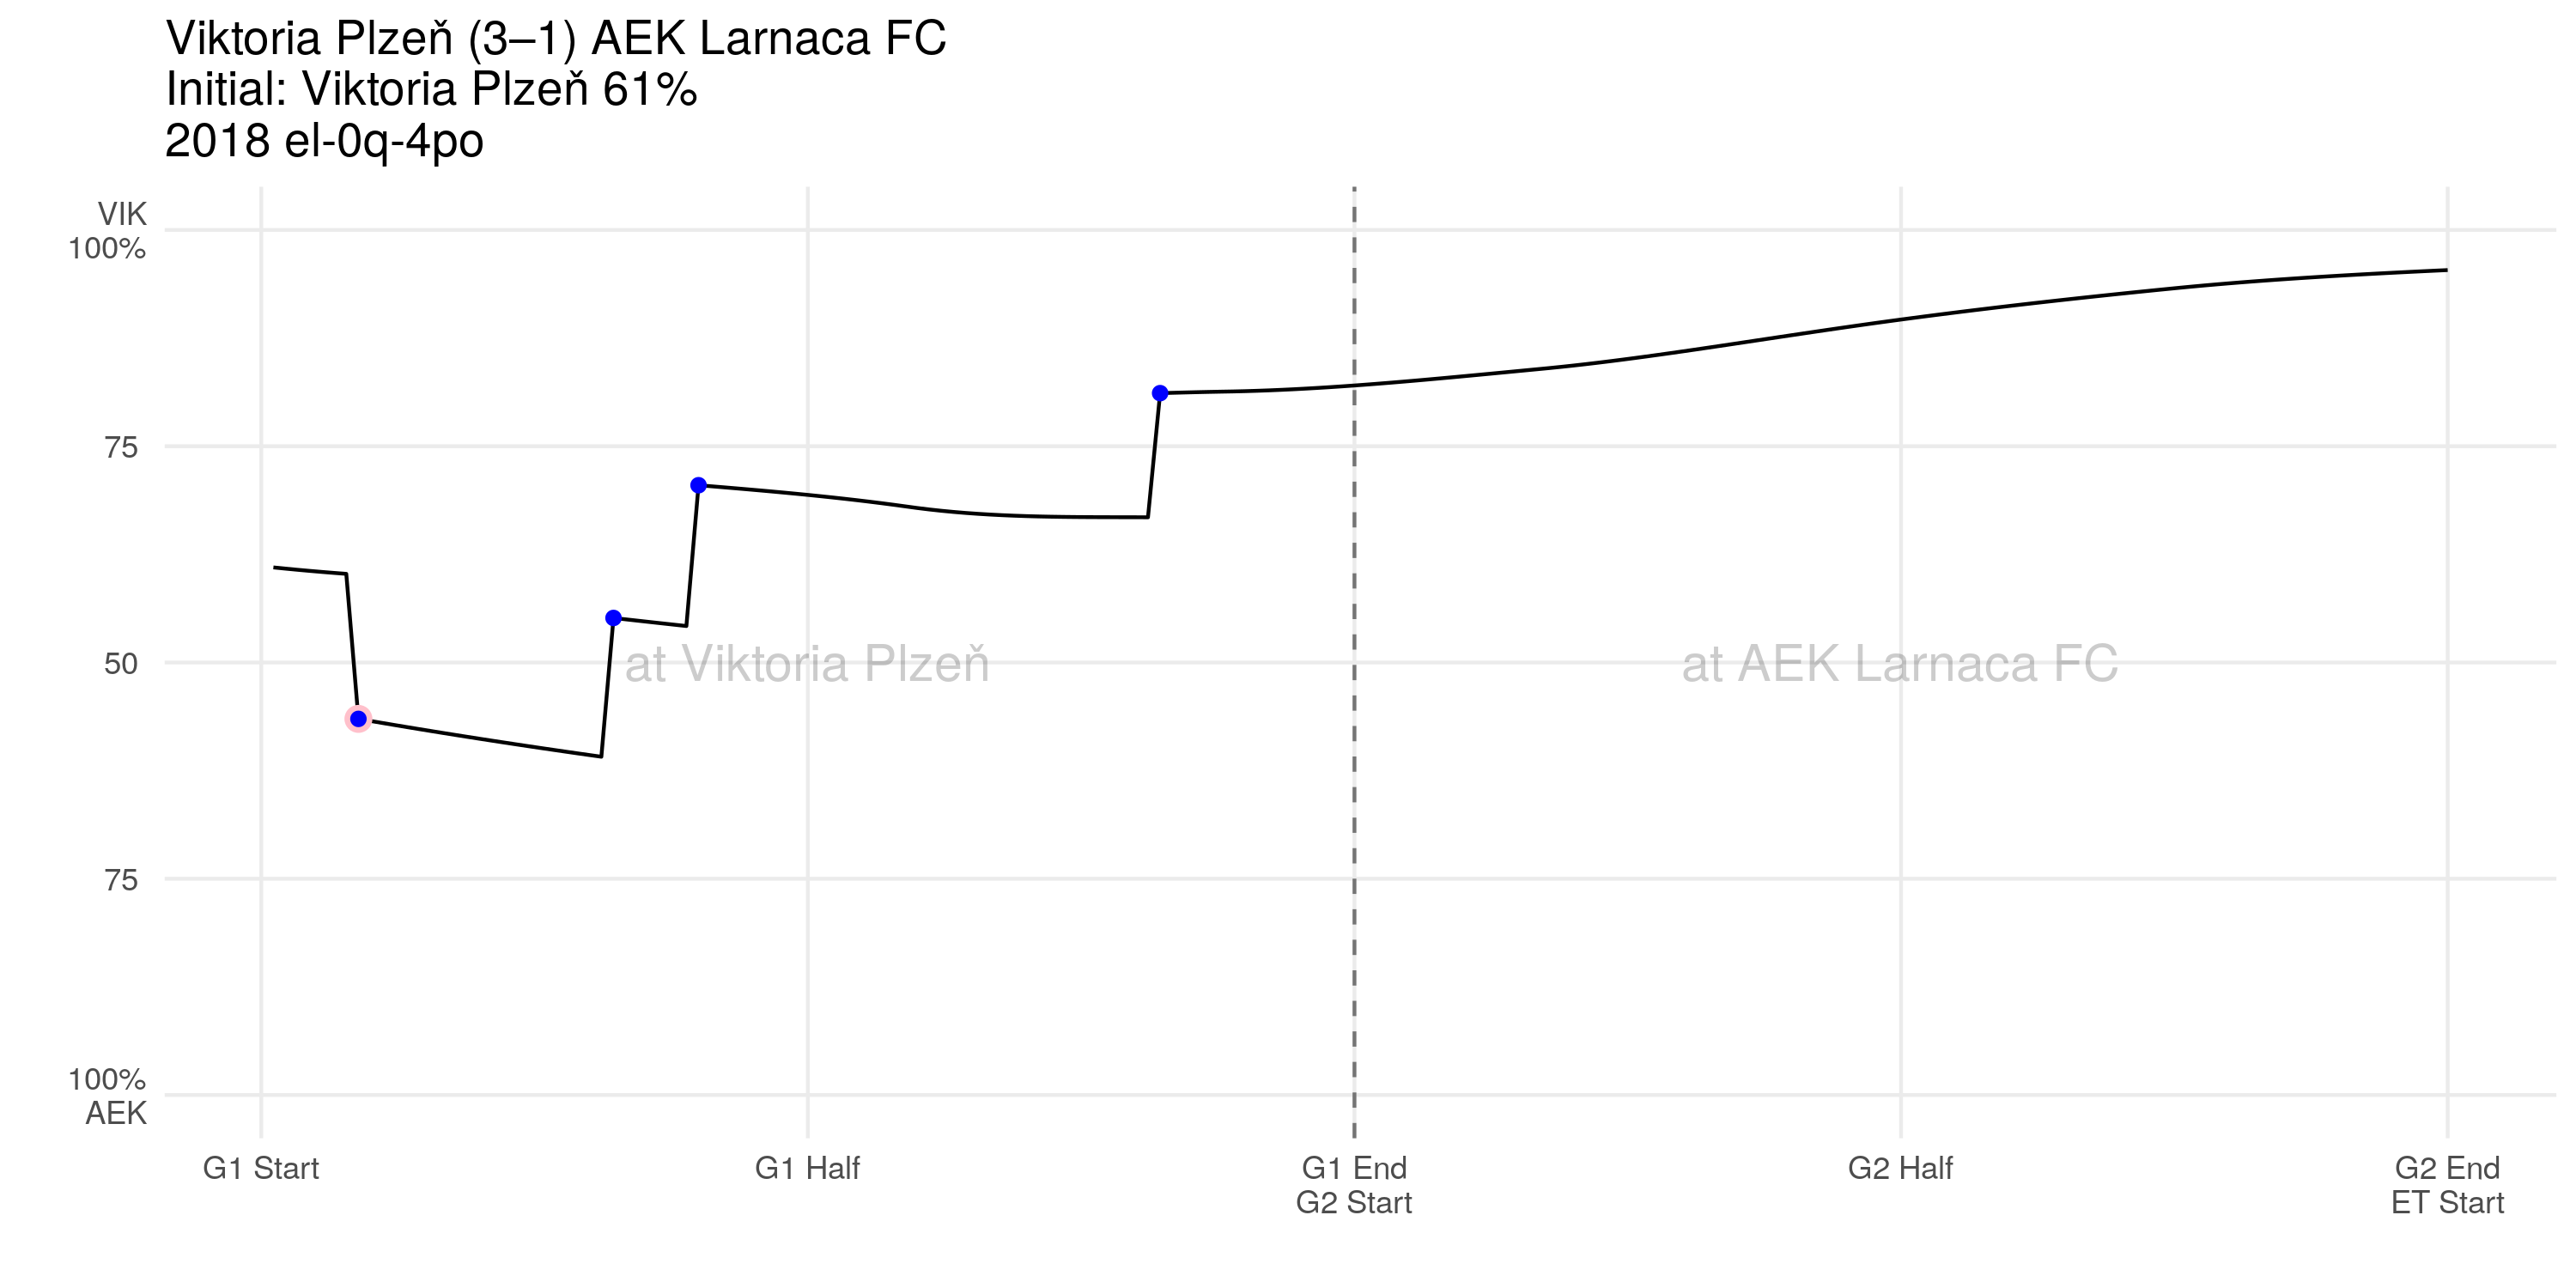 Viktoria Plzeň (3–1) AEK Larnaca FC
Initial: Viktoria Plzeň 61%
2018 el-0q-4po
VIK
100%
75
50
75
100%
AEK
at Viktoria Plzeň
at AEK Larnaca FC
G1 Start
G1 Half
G1 End
G2 Start
G2 Half
G2 End
ET Start